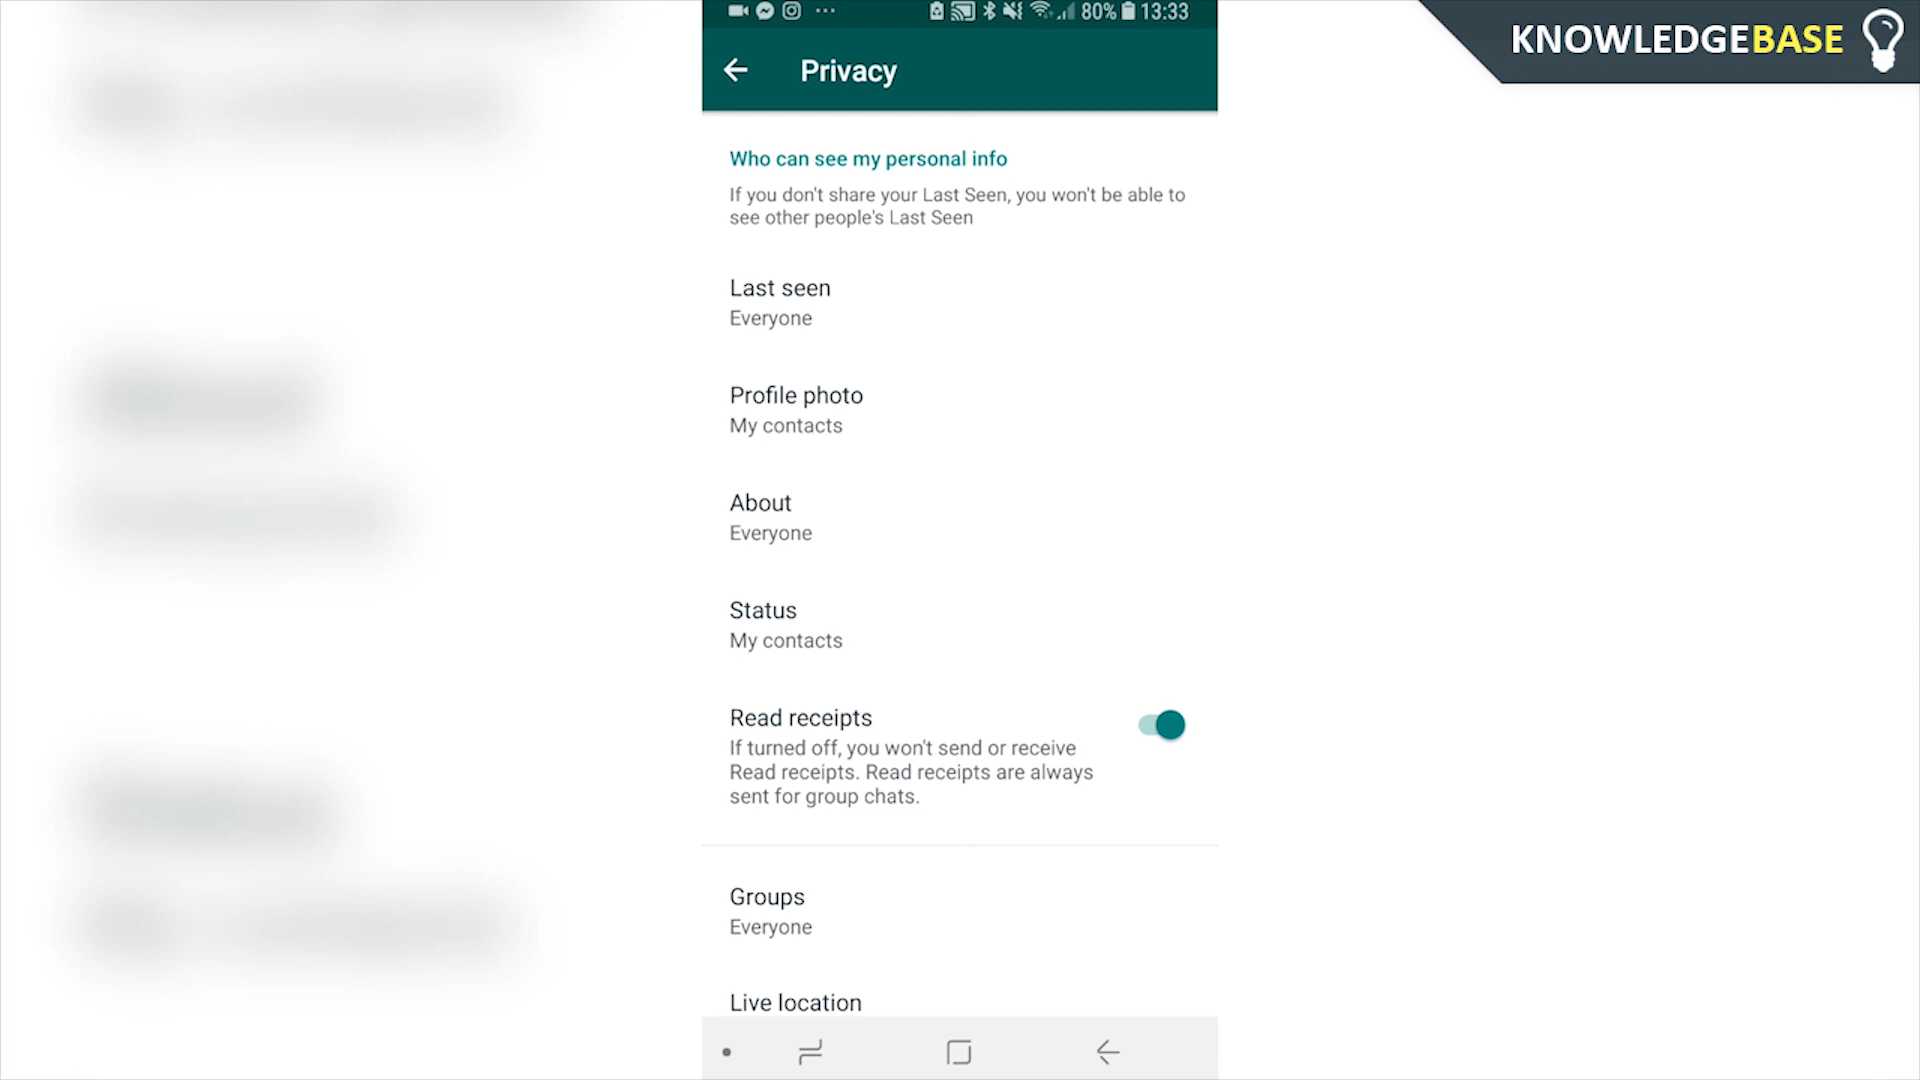 80% 13:33
KNOWLEDGEBASE
Privacy
Who can see my personal info
If you don't share your Last Seen, you won't be able to
see other people's Last Seen
Last seen
Everyone
Profile photo
My contacts
About
Everyone
Status
My contacts
Read receipts
If turned off, you won't send or receive
Read receipts. Read receipts are always
sent for group chats.
Groups
Everyone
Live location